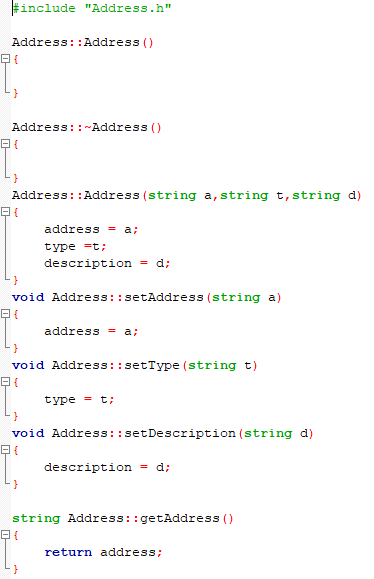 #include "Address.h"
Address::Address()
{
}
Address::~Address()
{
}
Address::Address(string a,string t,string d)
{
    address = a;
    type =t;
    description = d;
}
void Address::setAddress(string a)
{
    address = a;
}
void Address::setType(string t)
{
    type = t;
}
void Address::setDescription(string d)
{
    description = d;
}
string Address::getAddress()
{
    return address;
}